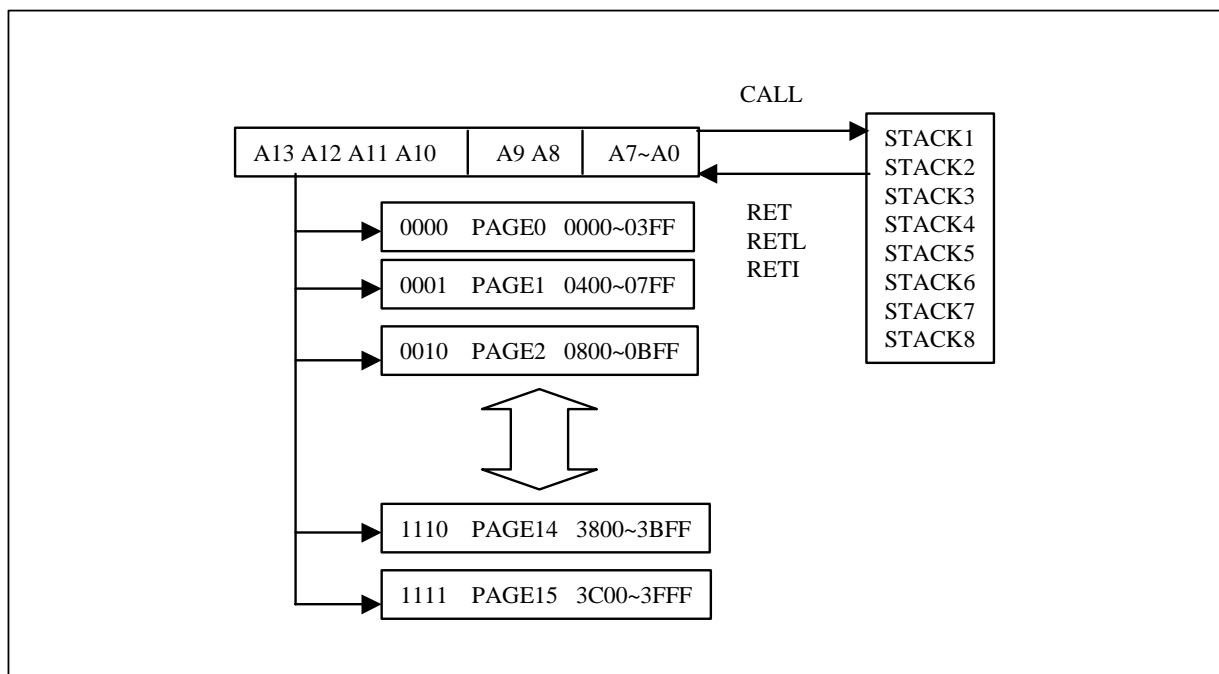 CALL
A13 A12 A11 A10 A9 A8 A7~A0
STACK1
STACK2
STACK3
STACK4
STACK5
STACK6
STACK7
STACK8
RET
RETL
RETI
0000 PAGE0 0000~03FF
0001 PAGE1 0400~07FF
0010 PAGE2 0800~0BFF
1110 PAGE14 3800~3BFF
1111 PAGE15 3C00~3FFF